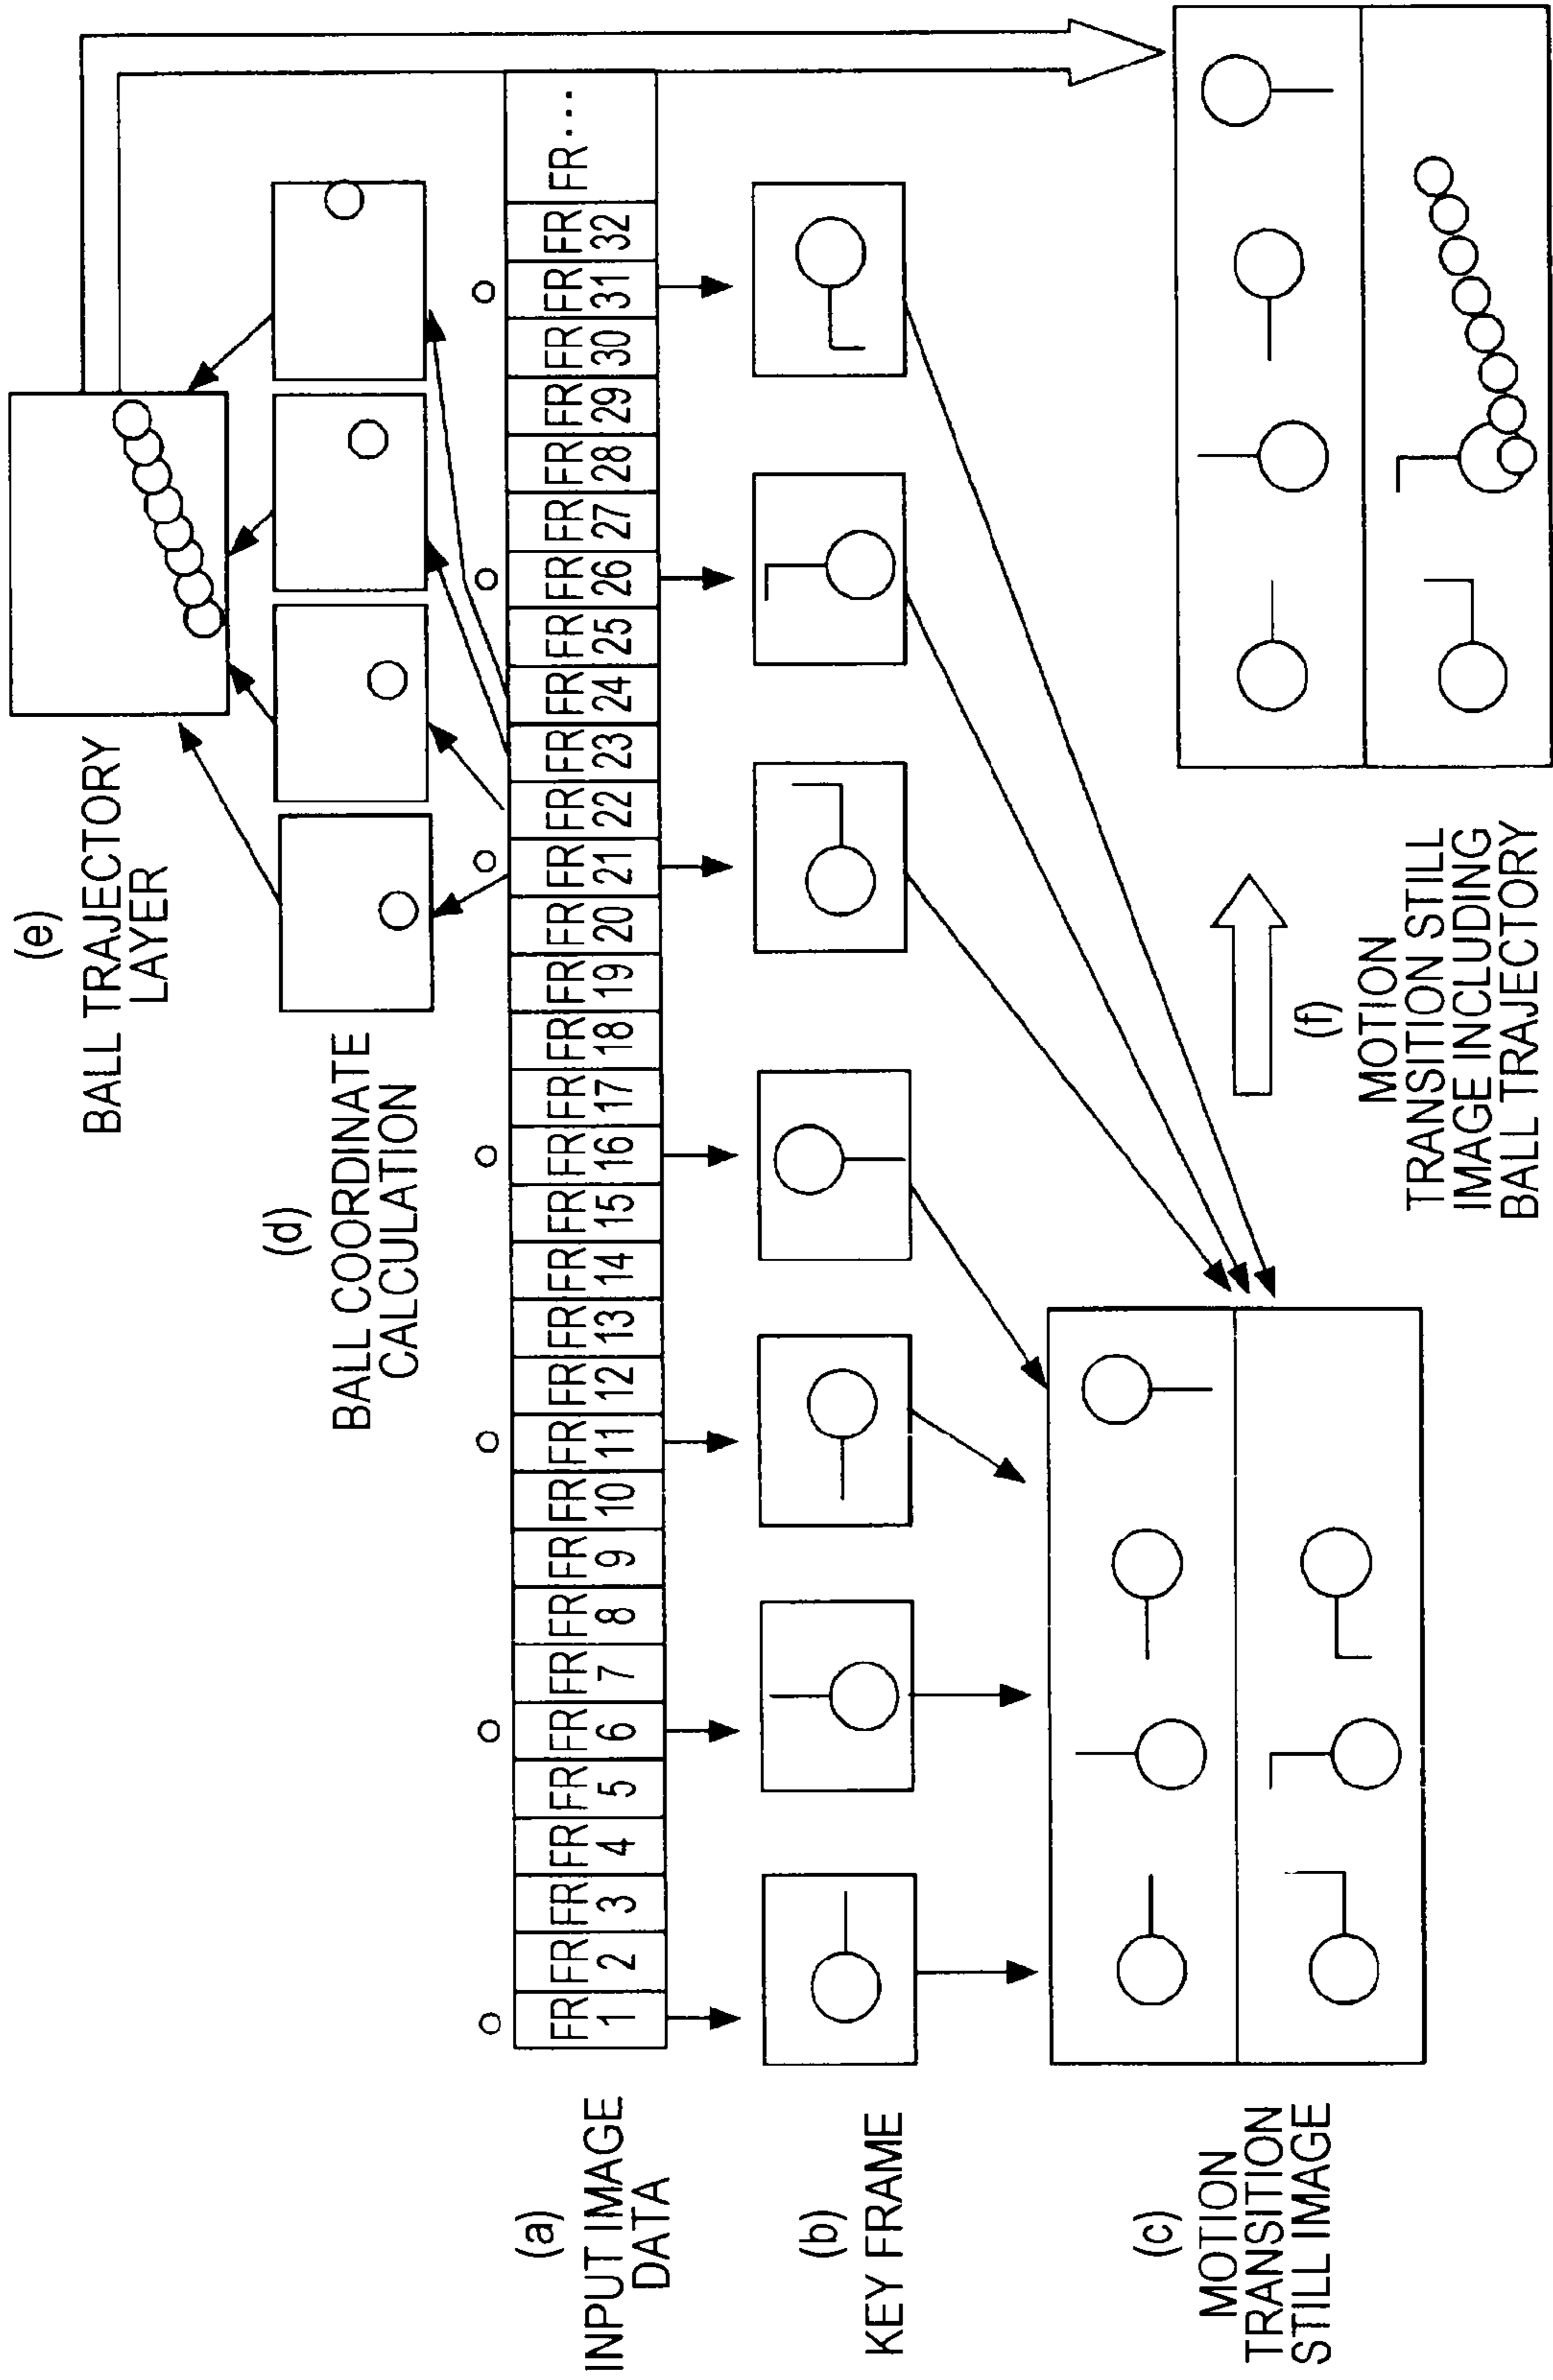 (e)
BALL TRAJECTORY
LAYER
(d)
BALL COORDINATE
CALCULATION
(a)
INPUT IMAGE
DATA
FR 1
FR 2
FR 3
FR 4
FR 5
FR 6
FR 7
FR 8
FR 9
FR 10
FR 11
FR 12
FR 13
FR 14
FR 15
FR 16
FR 17
FR 18
FR 19
FR 20
FR 21
FR 22
FR 23
FR 24
FR 25
FR 26
FR 27
FR 28
FR 29
FR 30
FR 31
FR 32
FR...
(b)
KEY FRAME
(c)
MOTION
TRANSITION
STILL IMAGE
(f)
MOTION
TRANSITION STILL
IMAGE INCLUDING
BALL TRAJECTORY